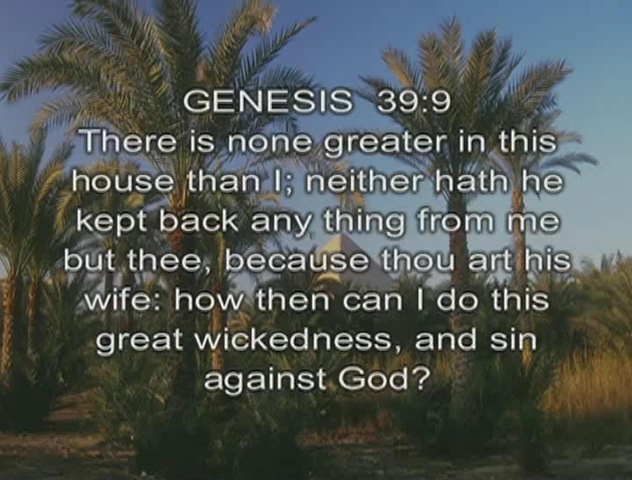 GENESIS 39:9
There is none greater in this
house than I; neither hath he
kept back any thing from me
but thee, because thou art his
wife: how then can I do this
great wickedness, and sin
against God?